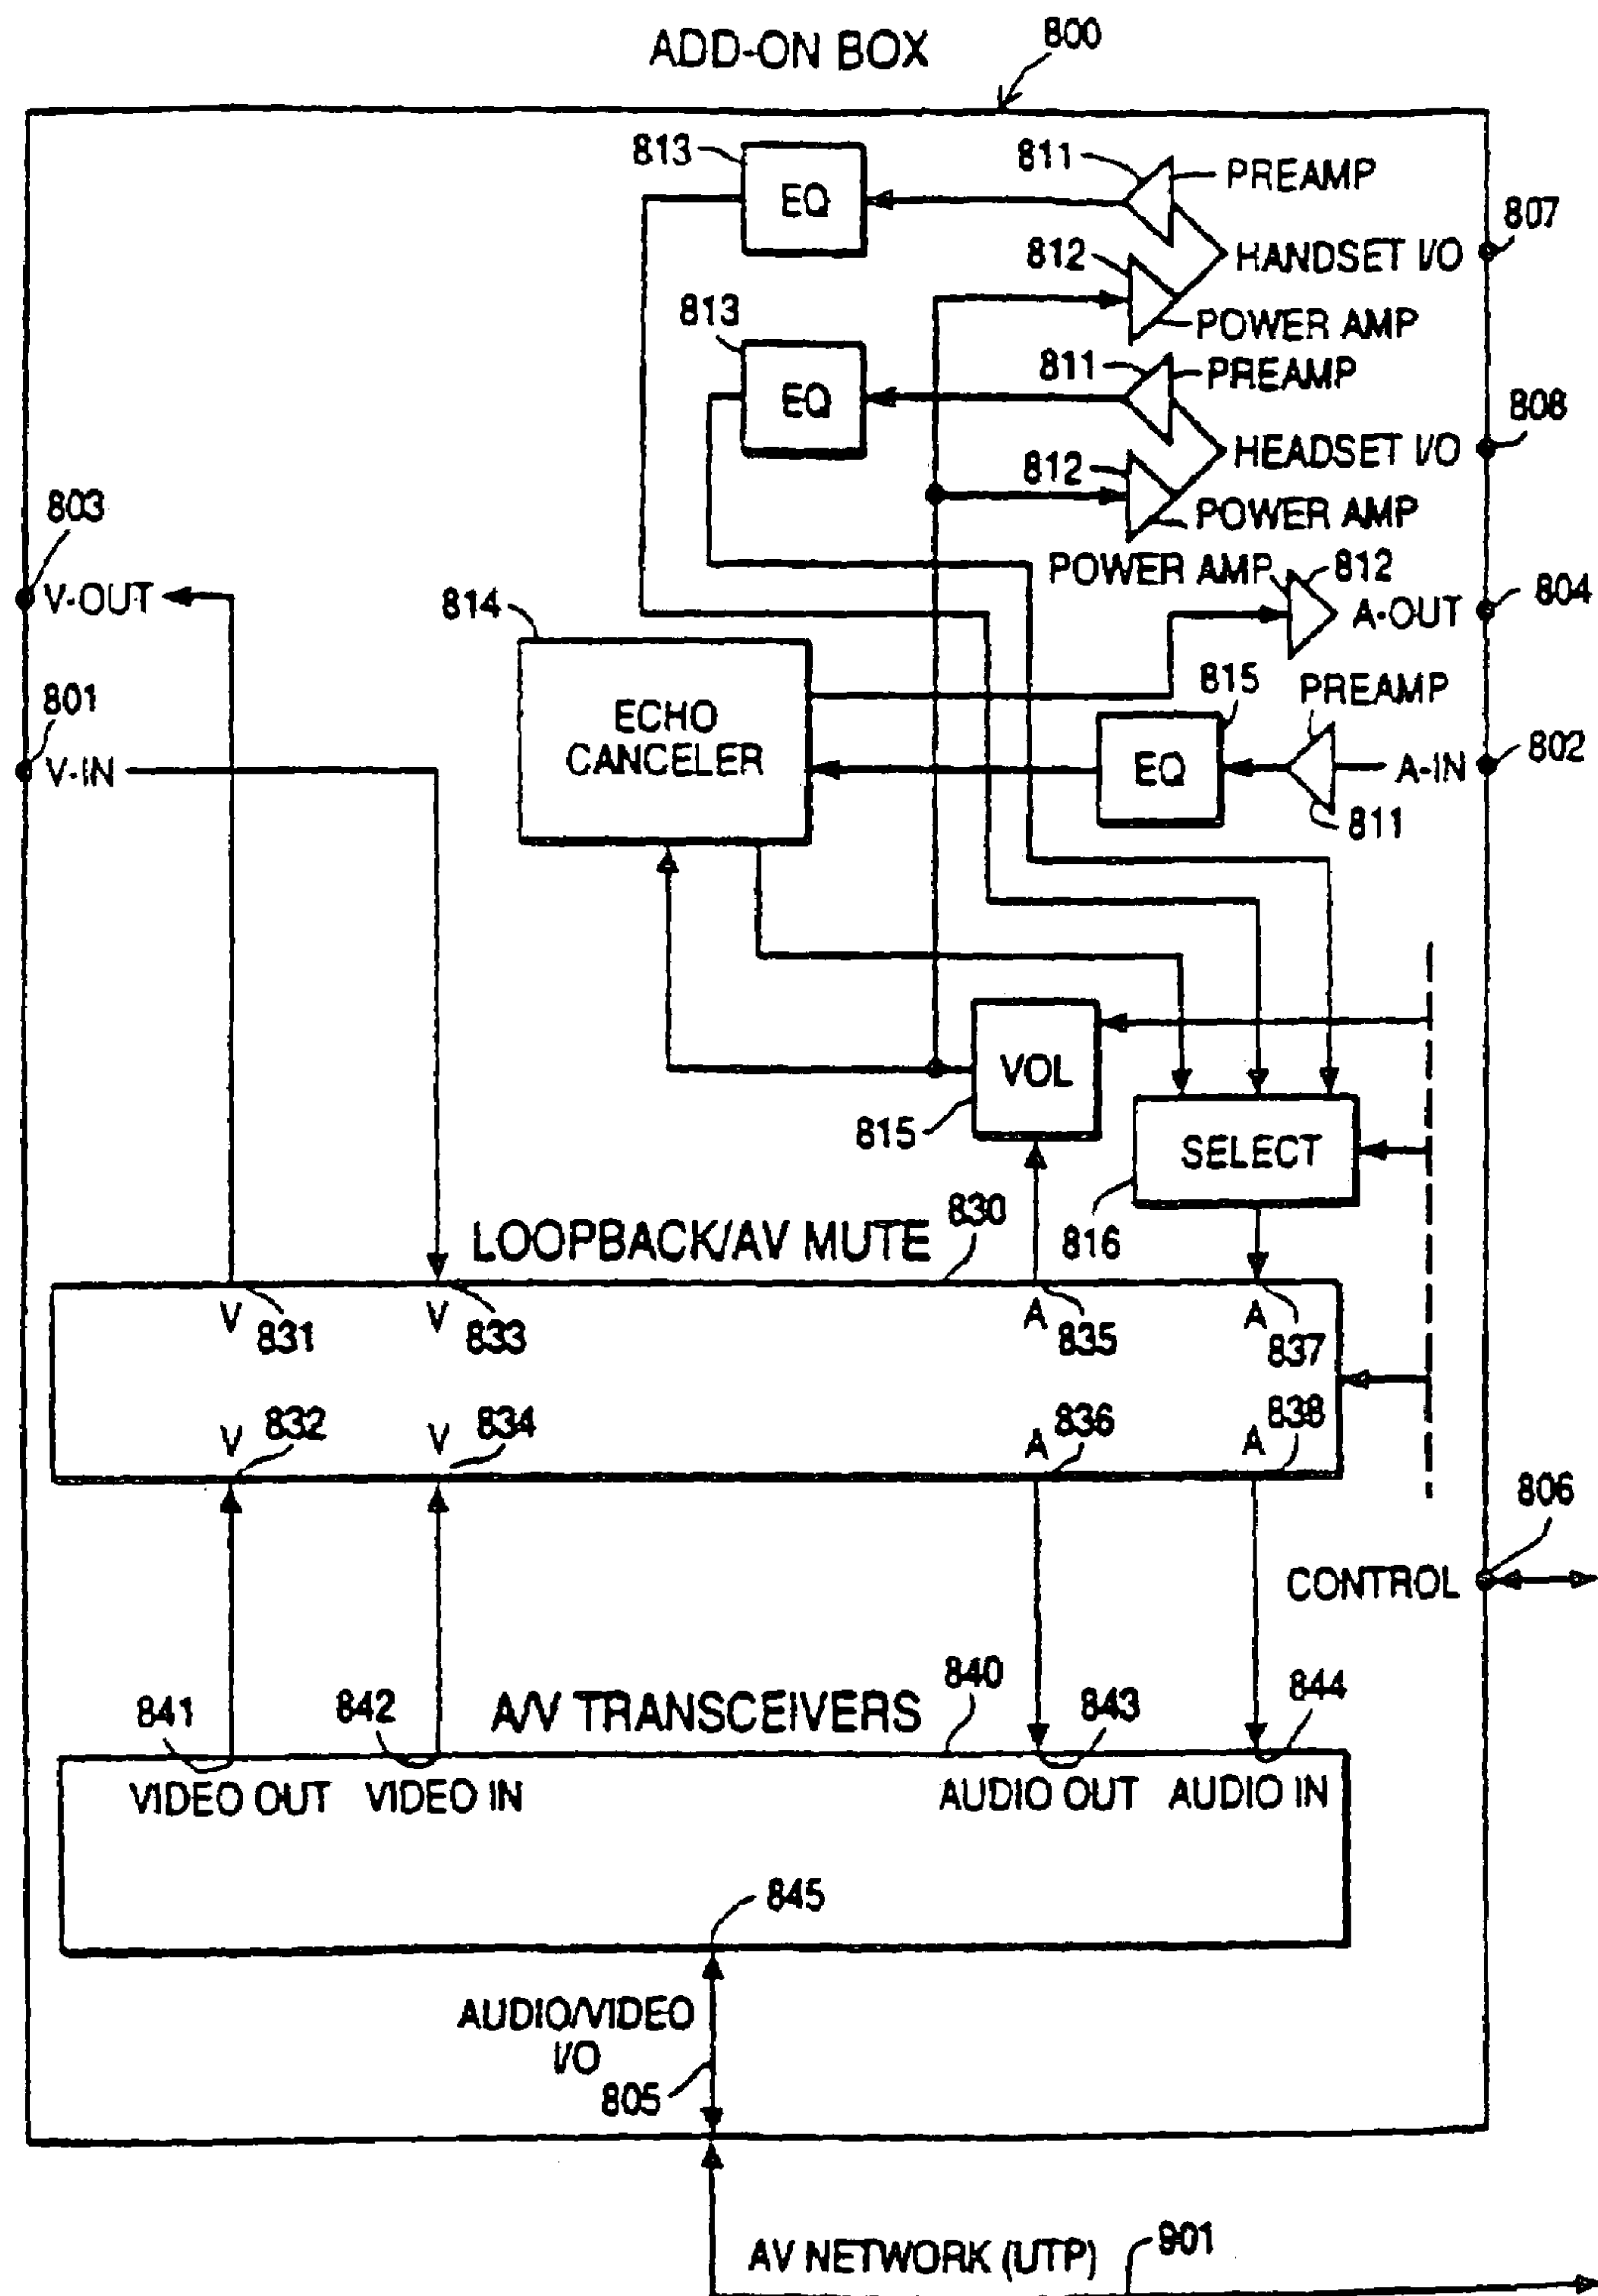 ADD-ON BOX
800
813
EQ
811
PREAMP
807
HANDSET I/O
812
POWER AMP
813
EQ
811
PREAMP
808
HEADSET I/O
812
POWER AMP
803
V-OUT
POWER AMP
812
A-OUT
804
814
ECHO
CANCELER
801
V-IN
815
EQ
PREAMP
811
A-IN
802
VOL
815
SELECT
816
LOOPBACK/AV MUTE
830
V
831
V
833
A
835
A
837
V
832
V
834
A
836
A
838
806
CONTROL
A/V TRANSCEIVERS
840
841
842
843
844
VIDEO OUT
VIDEO IN
AUDIO OUT
AUDIO IN
845
AUDIO/VIDEO
I/O
805
AV NETWORK (UTP)
901